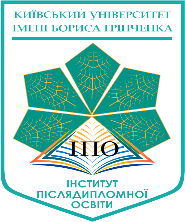 КИЇВСЬКИЙ УНІВЕРСИТЕТ
ІМЕНІ БОРИСА ГРІНЧЕНКА
ІПО
ІНСТИТУТ
ПІСЛЯДИПЛОМНОЇ
ОСВІТИ